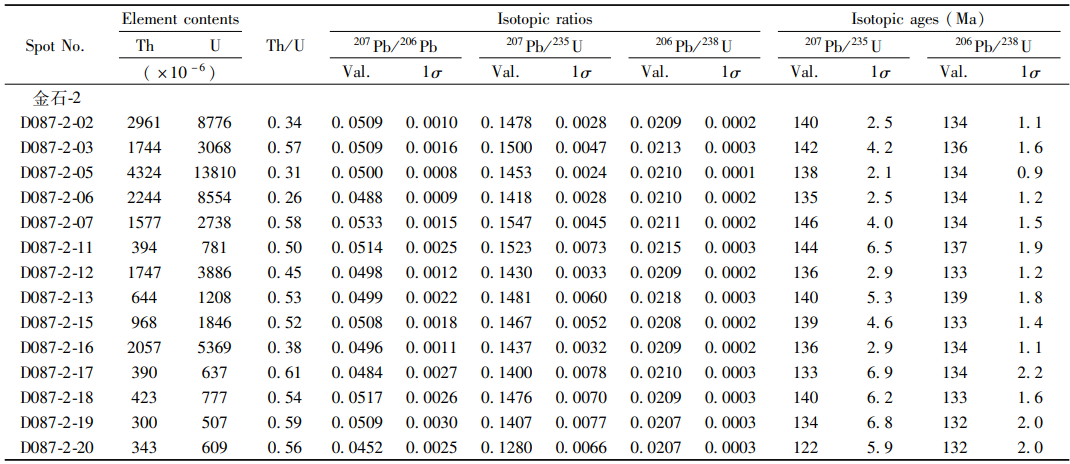 Element contents Isotopic ratios Isotopic ages (Ma)
Spot No. Th U Th/U 207Pb/206Pb 207Pb/235U 206Pb/238U 207Pb/235U 206Pb/238U
(×10-6) Val. 1σ Val. 1σ Val. 1σ Val. 1σ Val. 1σ
金石-2
D087-2-02 2961 8776 0.34 0.0509 0.0010 0.1478 0.0028 0.0209 0.0002 140 2.5 134 1.1
D087-2-03 1744 3068 0.57 0.0509 0.0016 0.1500 0.0047 0.0213 0.0003 142 4.2 136 1.6
D087-2-05 4324 13810 0.31 0.0500 0.0008 0.1453 0.0024 0.0210 0.0001 138 2.1 134 0.9
D087-2-06 2244 8554 0.26 0.0488 0.0009 0.1418 0.0028 0.0210 0.0002 135 2.5 134 1.2
D087-2-07 1577 2738 0.58 0.0533 0.0015 0.1547 0.0045 0.0211 0.0002 146 4.0 134 1.5
D087-2-11 394 781 0.50 0.0514 0.0025 0.1523 0.0073 0.0215 0.0003 144 6.5 137 1.9
D087-2-12 1747 3886 0.45 0.0498 0.0012 0.1430 0.0033 0.0209 0.0002 136 2.9 133 1.2
D087-2-13 644 1208 0.53 0.0499 0.0022 0.1481 0.0060 0.0218 0.0003 140 5.3 139 1.8
D087-2-15 968 1846 0.52 0.0508 0.0018 0.1467 0.0052 0.0208 0.0002 139 4.6 133 1.4
D087-2-16 2057 5369 0.38 0.0496 0.0011 0.1437 0.0032 0.0209 0.0002 136 2.9 134 1.1
D087-2-17 390 637 0.61 0.0484 0.0027 0.1400 0.0078 0.0210 0.0003 133 6.9 134 2.2
D087-2-18 423 777 0.54 0.0517 0.0026 0.1476 0.0070 0.0209 0.0003 140 6.2 133 1.6
D087-2-19 300 507 0.59 0.0509 0.0030 0.1407 0.0077 0.0207 0.0003 134 6.8 132 2.0
D087-2-20 343 609 0.56 0.0452 0.0025 0.1280 0.0066 0.0207 0.0003 122 5.9 132 2.0